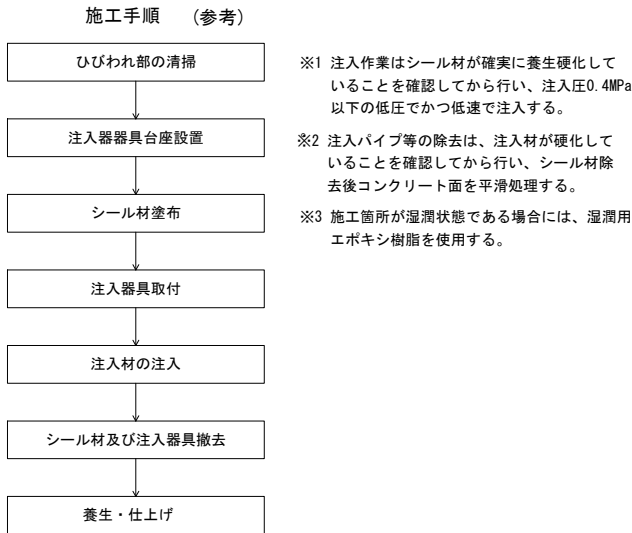 施工手順 (参考)
ひびわれ部の清掃
注入器器具台座設置
シール材塗布
注入器具取付
注入材の注入
シール材及び注入器具撤去
養生・仕上げ
※1 注入作業はシール材が確実に養生硬化して
いることを確認してから行い、注入圧0.4MPa
以下の低圧でかつ低速で注入する。
※2 注入パイプ等の除去は、注入材が硬化して
いることを確認してから行い、シール材除
去後コンクリート面を平滑処理する。
※3 施工箇所が湿潤状態である場合には、湿潤用
エポキシ樹脂を使用する。